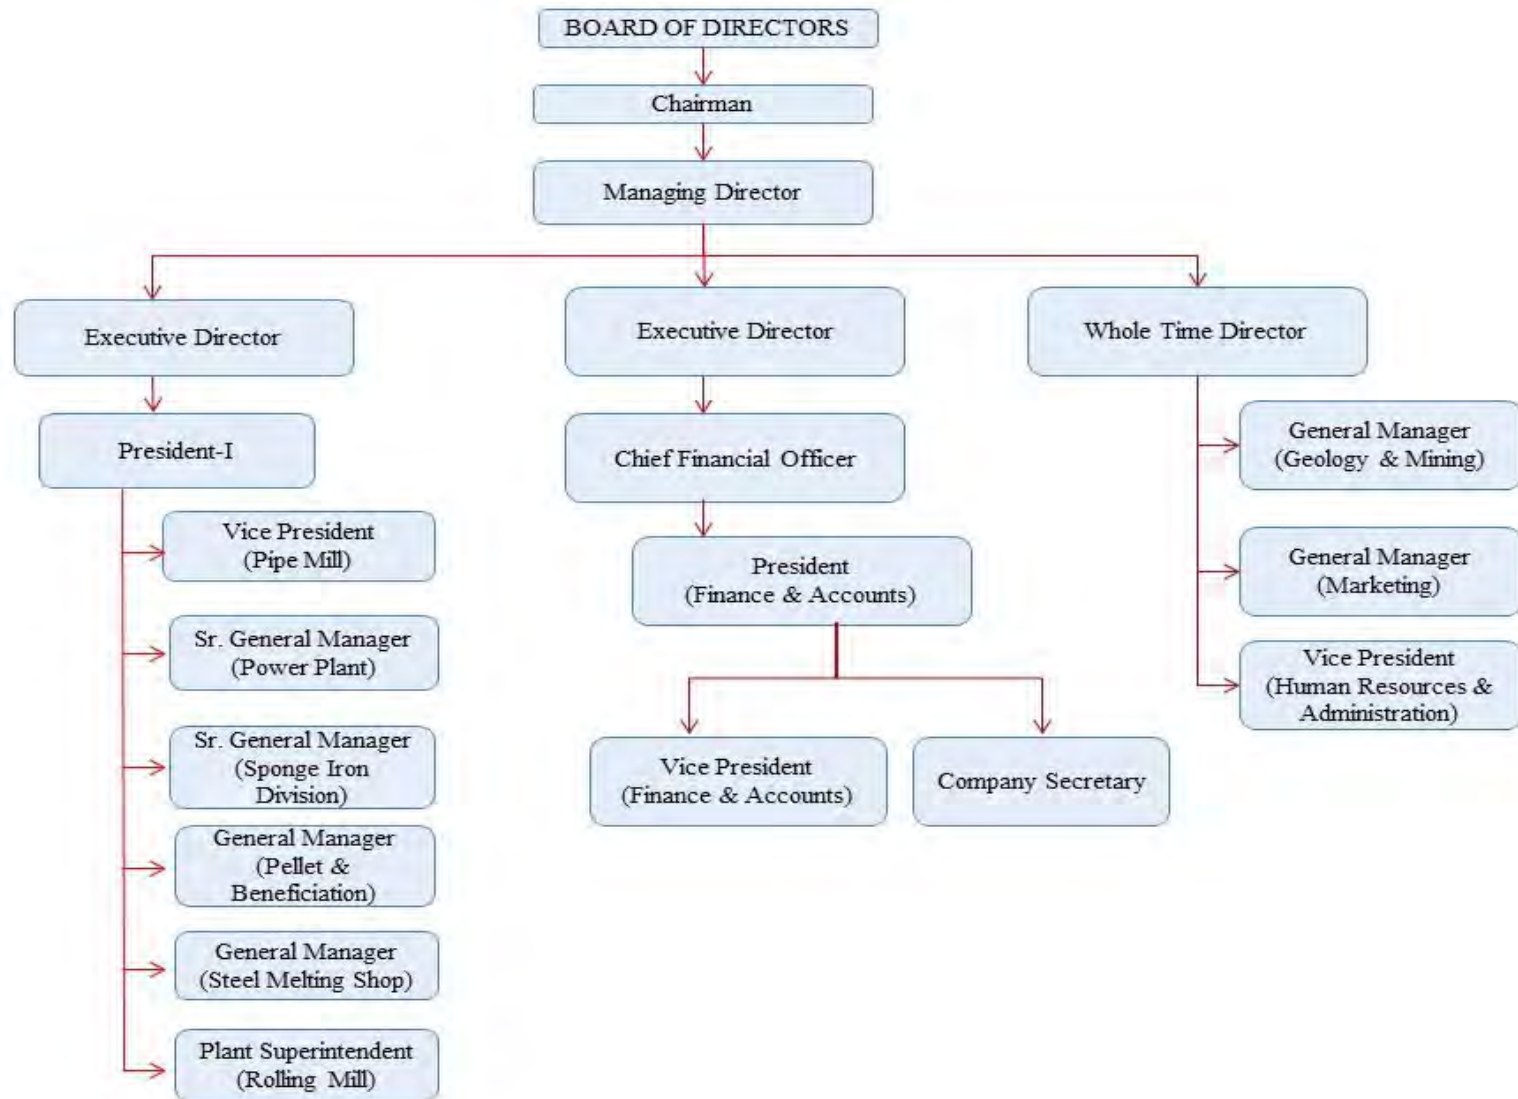 BOARD OF DIRECTORS
Chairman
Managing Director
Executive Director
Executive Director
Whole Time Director
President-I
Vice President
(Pipe Mill)
Sr. General Manager
(Power Plant)
Sr. General Manager
(Sponge Iron
Division)
General Manager
(Pellet &
Beneficiation)
General Manager
(Steel Melting Shop)
Plant Superintendent
(Rolling Mill)
Chief Financial Officer
President
(Finance & Accounts)
Vice President
(Finance & Accounts)
Company Secretary
General Manager
(Geology & Mining)
General Manager
(Marketing)
Vice President
(Human Resources &
Administration)